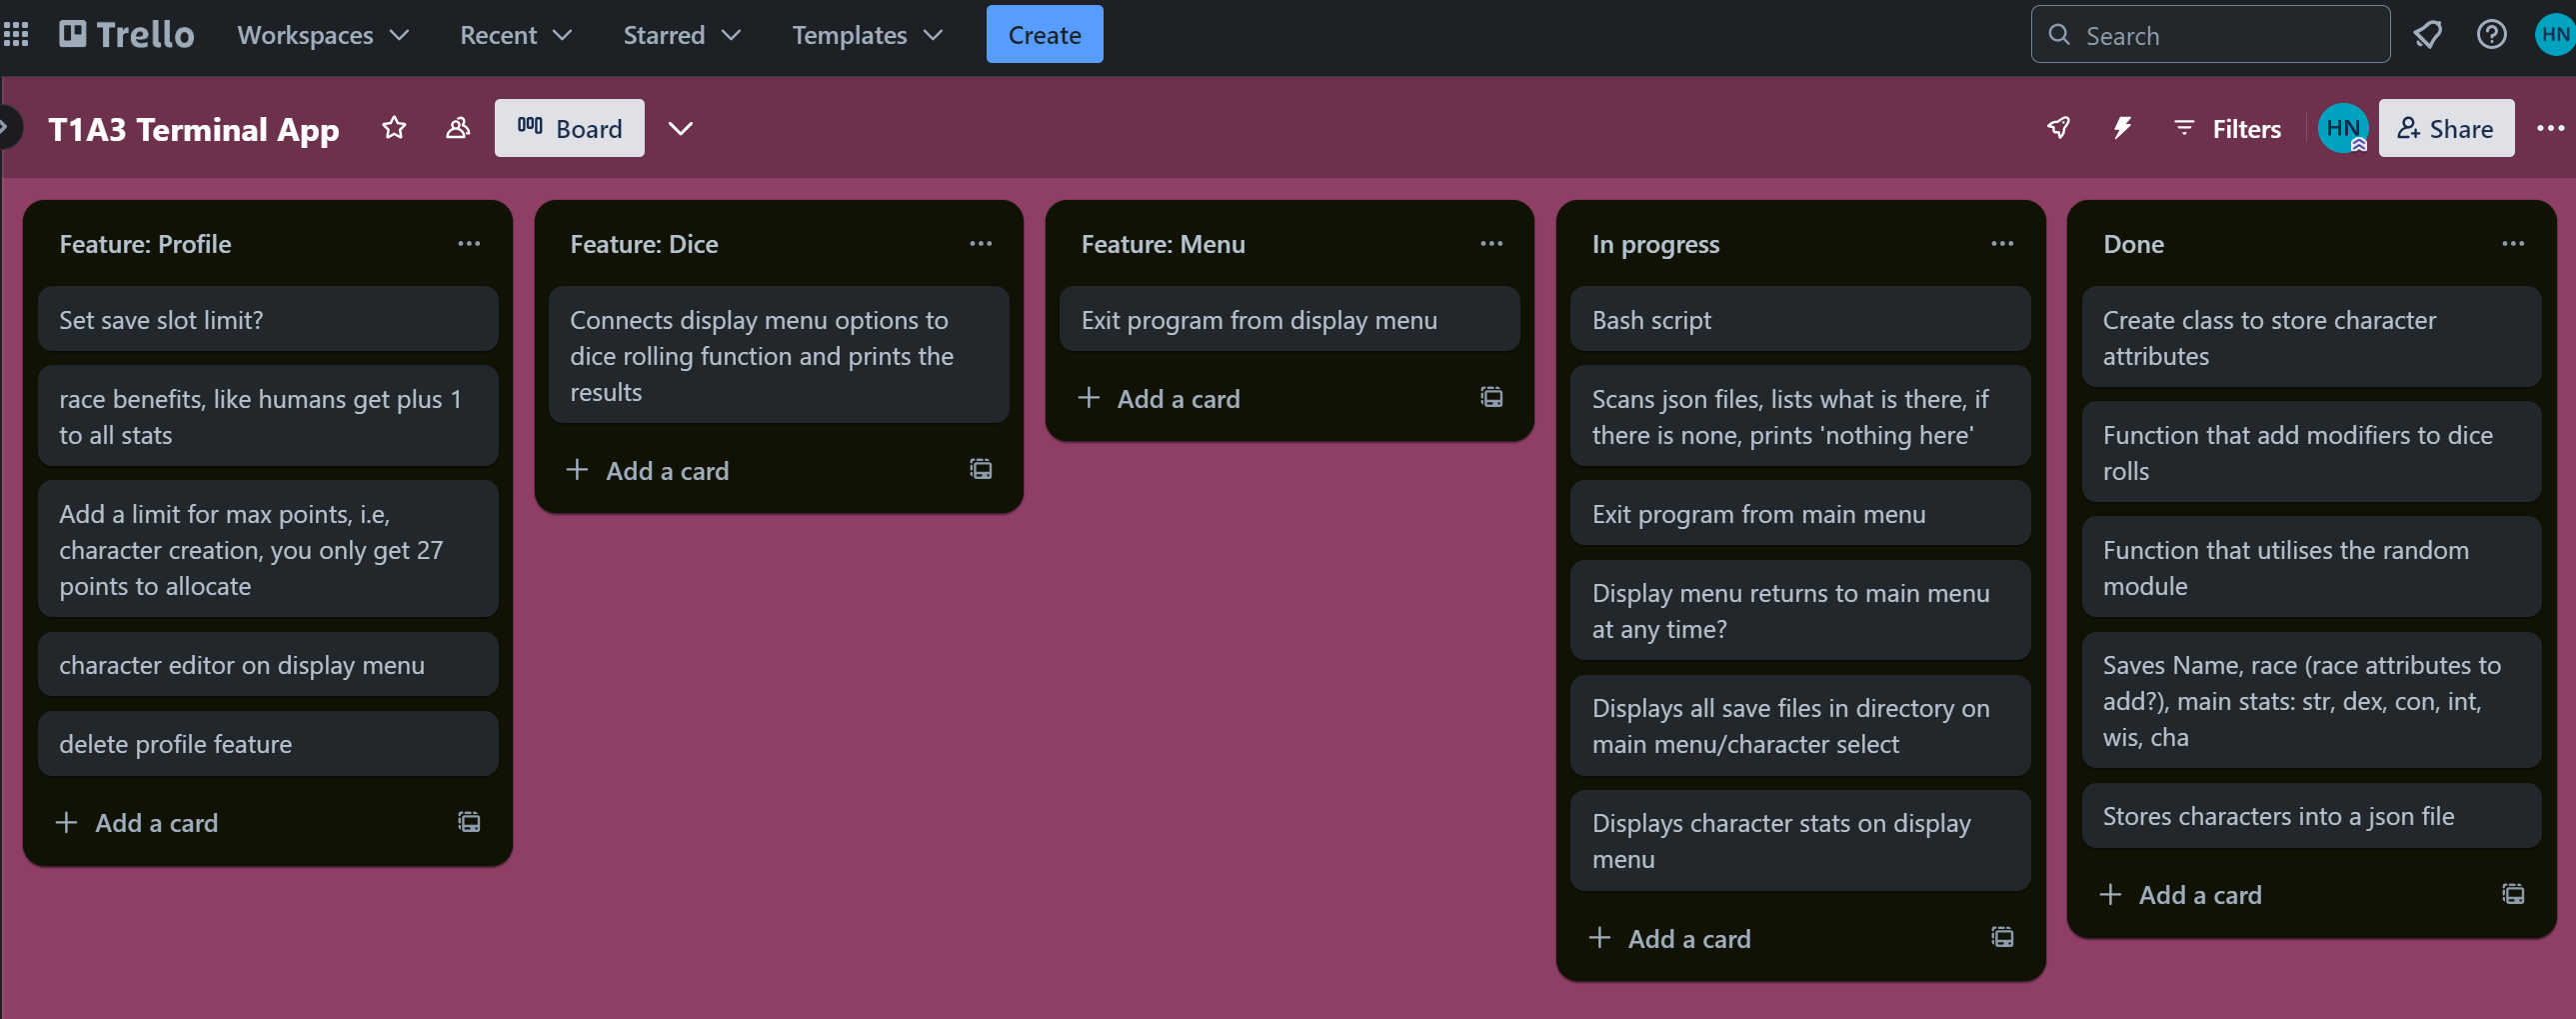 Trello
Workspaces
Recent
Starred
Templates
Create
Search
HN
T1A3 Terminal App
Board
Filters
HN
Share
Feature: Profile
Set save slot limit?
race benefits, like humans get plus 1
to all stats
Add a limit for max points, i.e,
character creation, you only get 27
points to allocate
character editor on display menu
delete profile feature
Add a card
Feature: Dice
Connects display menu options to
dice rolling function and prints the
results
Add a card
Feature: Menu
Exit program from display menu
Add a card
In progress
Bash script
Scans json files, lists what is there, if
there is none, prints 'nothing here'
Exit program from main menu
Display menu returns to main menu
at any time?
Displays all save files in directory on
main menu/character select
Displays character stats on display
menu
Add a card
Done
Create class to store character
attributes
Function that add modifiers to dice
rolls
Function that utilises the random
module
Saves Name, race (race attributes to
add?), main stats: str, dex, con, int,
wis, cha
Stores characters into a json file
Add a card